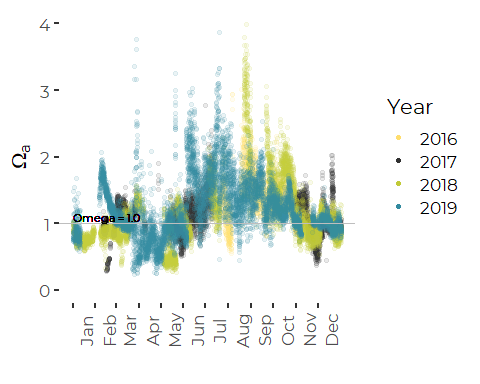 4
3
2
1
0
Ωa
Omega = 1.0
Jan
Feb
Mar
Apr
May
Jun
Jul
Aug
Sep
Oct
Nov
Dec
Year
2016
2017
2018
2019